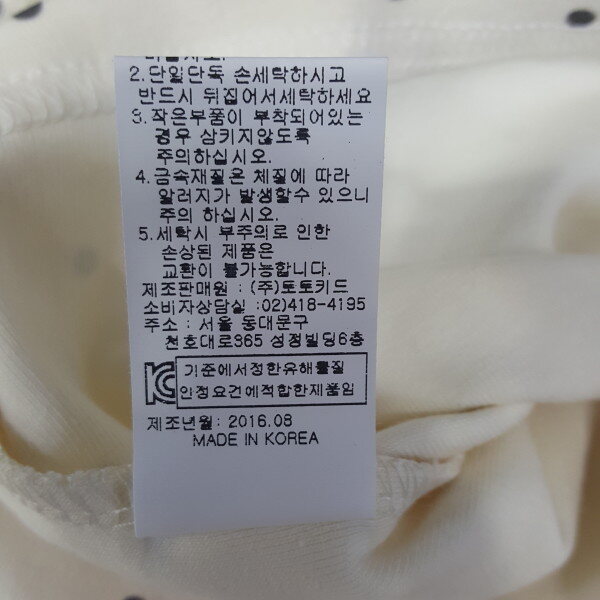 마십시오.
2.단일단독 손세탁하시고
반드시 뒤집어서세탁하세요
3.작은부품이 부착되어있는
경우 삼키지않도록
주의하십시오.
4.금속재질은 체질에 따라
알러지가 발생할수 있으니
주의 하십시오.
5.세탁시 부주의로 인한
손상된 제품은
교환이 불가능합니다.
제조판매원 : (주)토토키드
소비자상담실 :02)418-4195
주소 : 서울 동대문구
천호대로365 성정빌딩6층
기준에서정한유해물질
인정요건에적합한제품임
제조년월: 2016.08
MADE IN KOREA